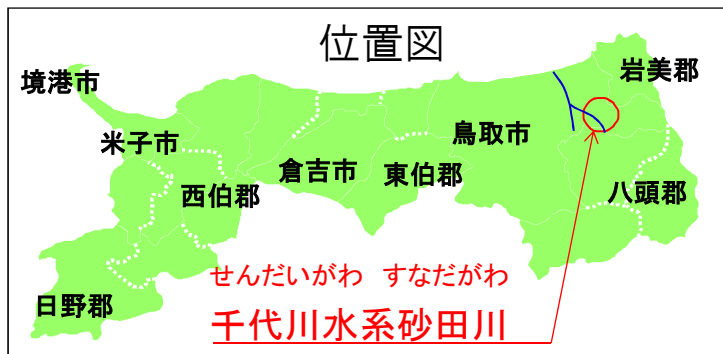 位置図
境港市
岩美郡
米子市
鳥取市
倉吉市
東伯郡
西伯郡
八頭郡
日野郡
せんだいがわ すなだがわ
千代川水系砂田川